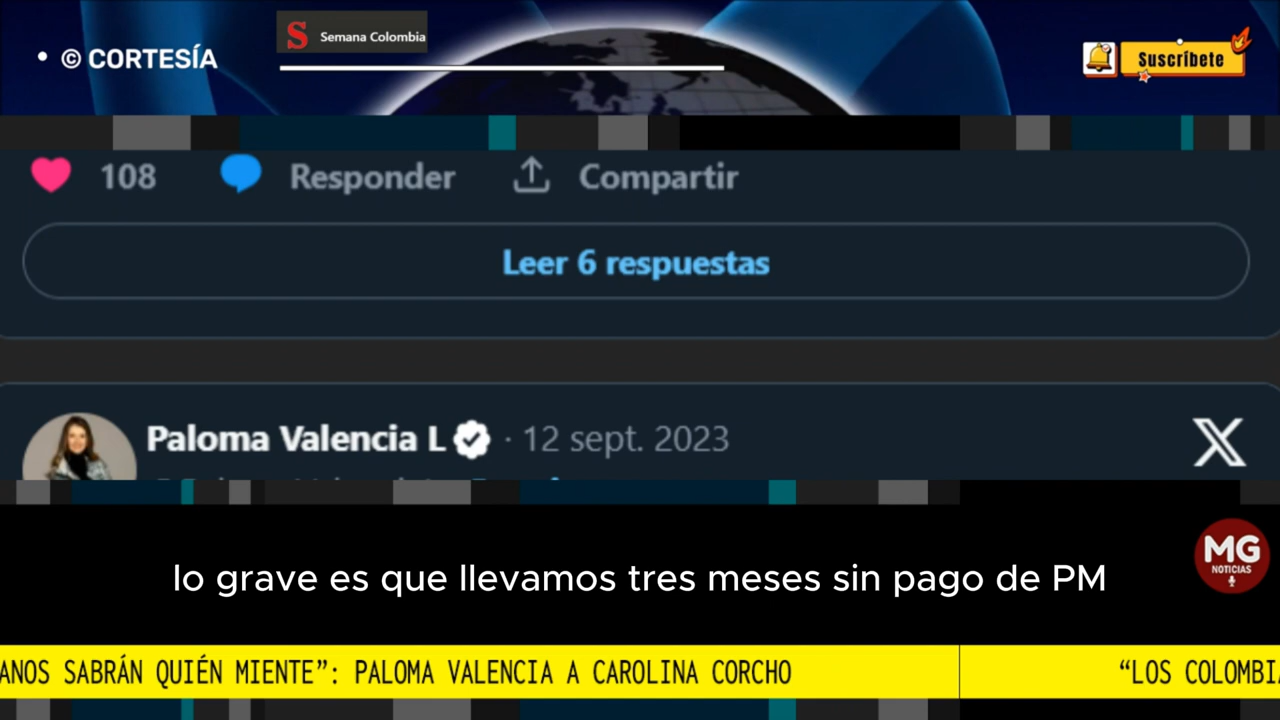 © CORTESÍA
S Semana Colombia
Suscríbete
108 Responder Compartir
Leer 6 respuestas
Paloma Valencia L · 12 sept. 2023
lo grave es que llevamos tres meses sin pago de PM
MG
NOTICIAS
ANOS SABRÁN QUIÉN MIENTE”: PALOMA VALENCIA A CAROLINA CORCHO “LOS COLOMBI